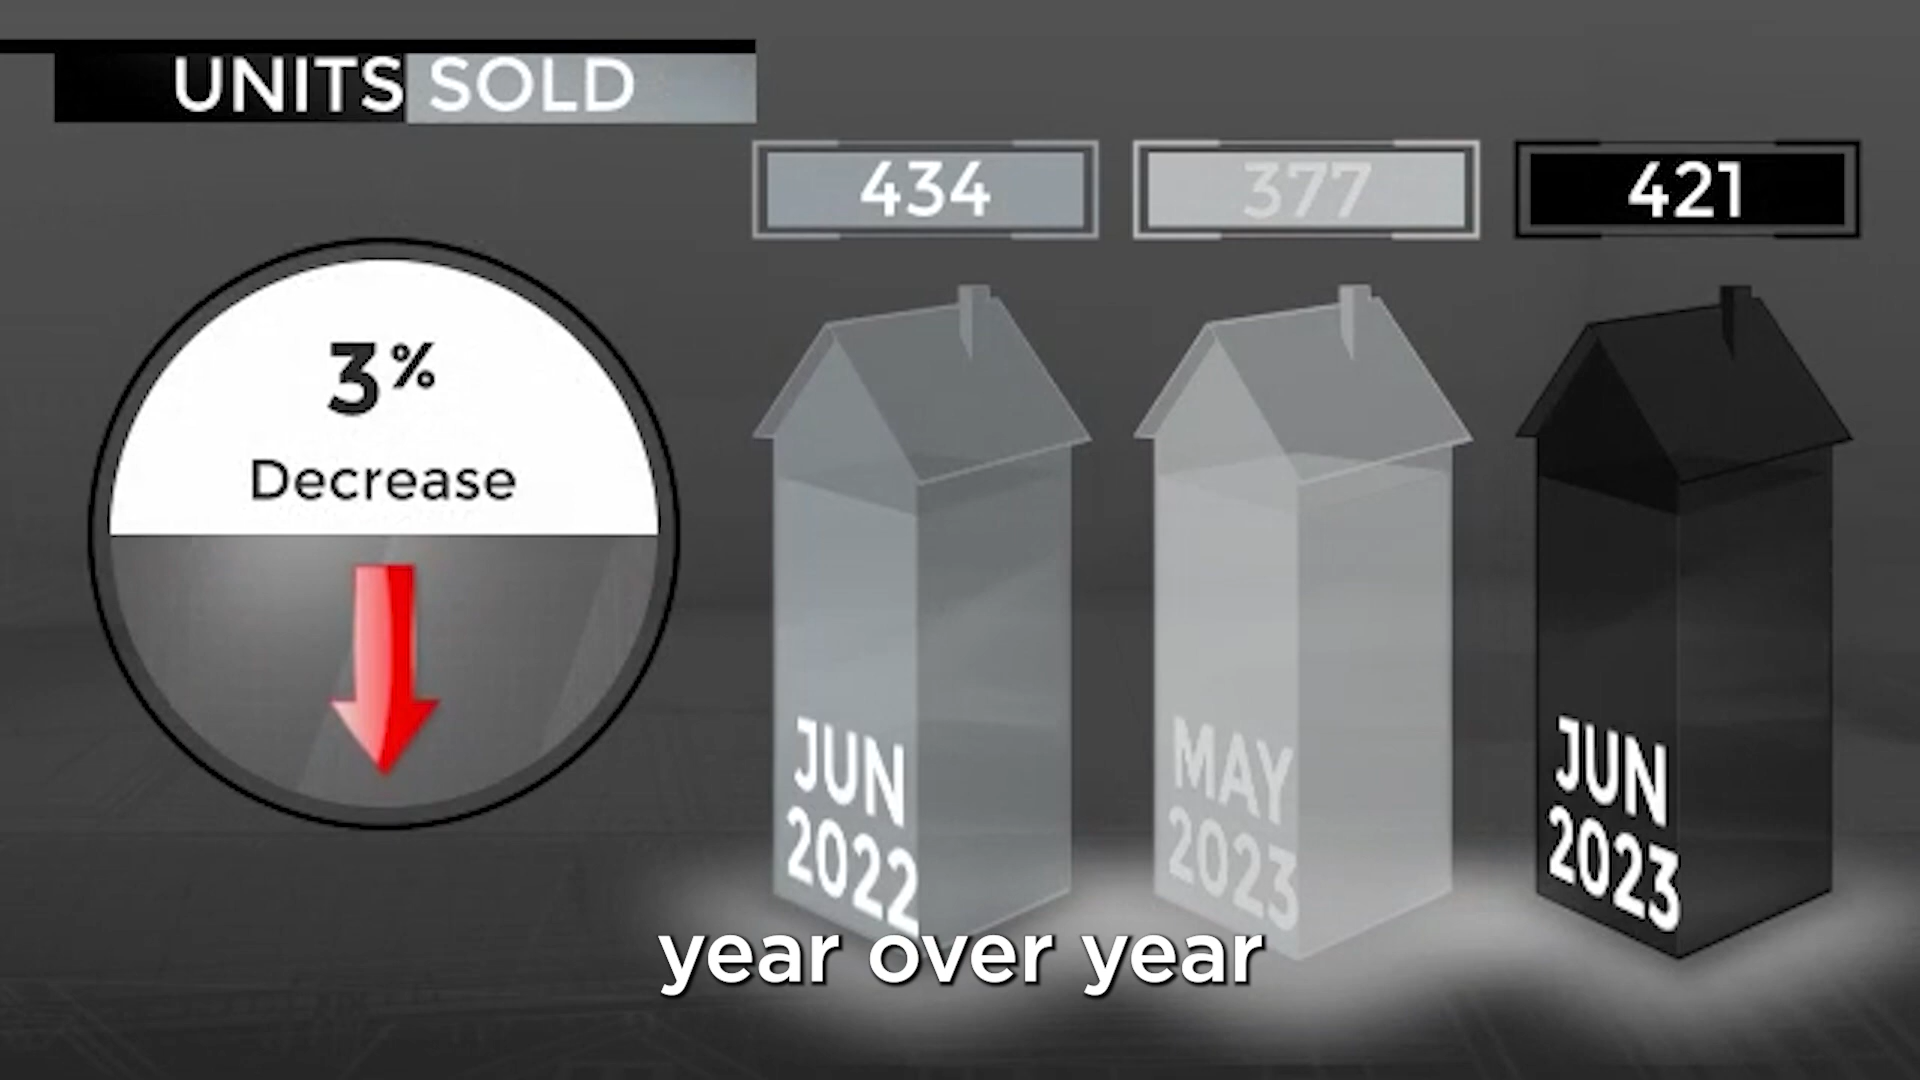 UNITS SOLD
434
377
421
3%
Decrease
JUN
2022
MAY
2023
JUN
2023
year over year